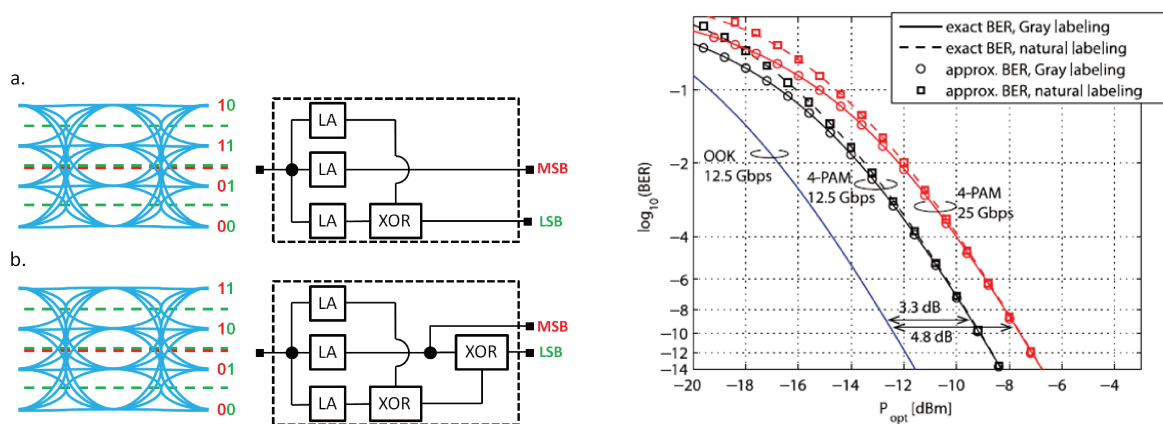 a.
10
11
01
00
LA
LA
LA
XOR
MSB
LSB
b.
11
10
01
00
LA
LA
LA
XOR
XOR
MSB
LSB
exact BER, Gray labeling
exact BER, natural labeling
approx. BER, Gray labeling
approx. BER, natural labeling
log10(BER)
-1
-2
-4
-6
-8
-10
-12
-14
OOK
12.5 Gbps
4-PAM
12.5 Gbps
4-PAM
25 Gbps
3.3 dB
4.8 dB
-20 -18 -16 -14 -12 -10 -8 -6 -4
Popt [dBm]